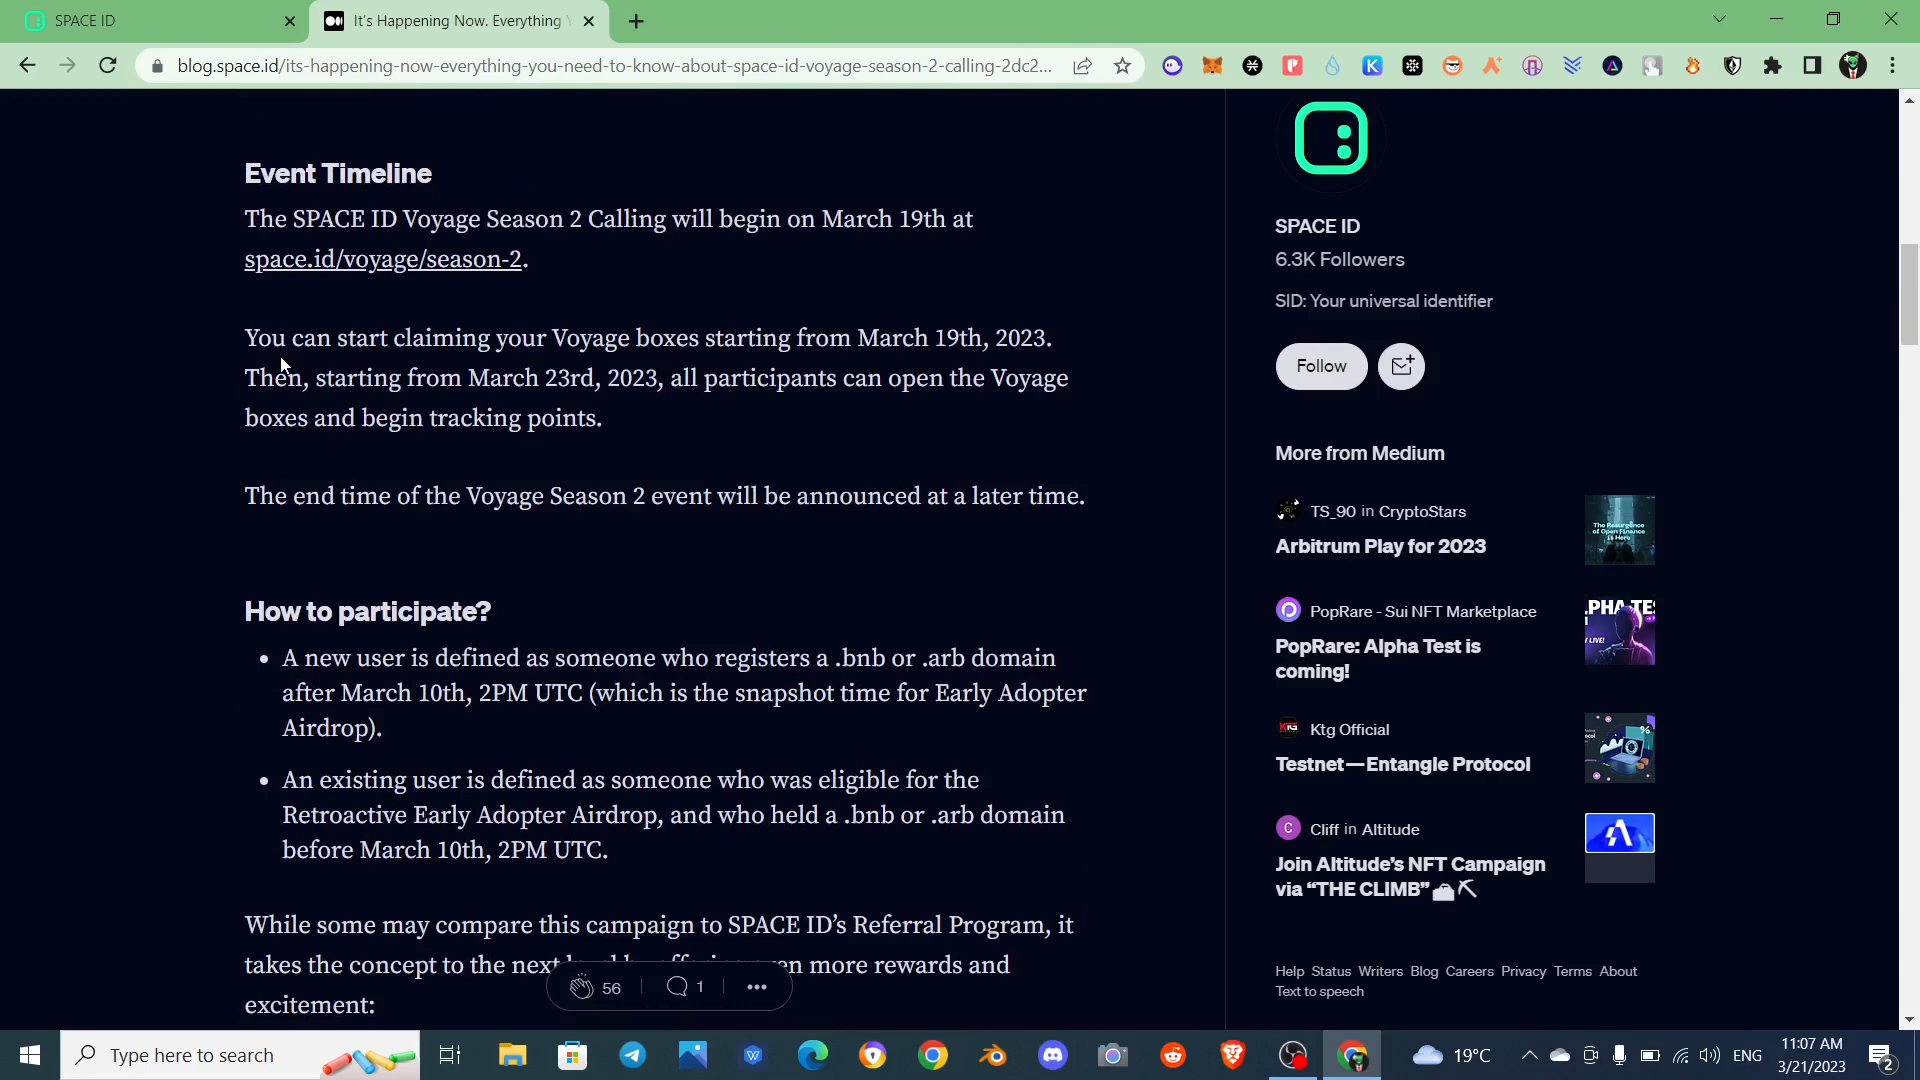 SPACE ID
It's Happening Now. Everything Y
blog.space.id/its-happening-now-everything-you-need-to-know-about-space-id-voyage-season-2-calling-2dc2...
Event Timeline
The SPACE ID Voyage Season 2 Calling will begin on March 19th at
space.id/voyage/season-2.
You can start claiming your Voyage boxes starting from March 19th, 2023.
Then, starting from March 23rd, 2023, all participants can open the Voyage
boxes and begin tracking points.
The end time of the Voyage Season 2 event will be announced at a later time.
How to participate?
• A new user is defined as someone who registers a .bnb or .arb domain
after March 10th, 2PM UTC (which is the snapshot time for Early Adopter
Airdrop).
• An existing user is defined as someone who was eligible for the
Retroactive Early Adopter Airdrop, and who held a .bnb or .arb domain
before March 10th, 2PM UTC.
While some may compare this campaign to SPACE ID's Referral Program, it
takes the concept to the next more rewards and
excitement:
56
1
SPACE ID
6.3K Followers
SID: Your universal identifier
Follow
More from Medium
TS_90 in CryptoStars
Arbitrum Play for 2023
The Resurgence
of Open Finance
Is Here
PopRare - Sui NFT Marketplace
PopRare: Alpha Test is
coming!
Ktg Official
Testnet—Entangle Protocol
C
Cliff in Altitude
Join Altitude's NFT Campaign
via "THE CLIMB"
Help Status Writers Blog Careers Privacy Terms About
Text to speech
Type here to search
19°C
ENG
11:07 AM
3/21/2023
2